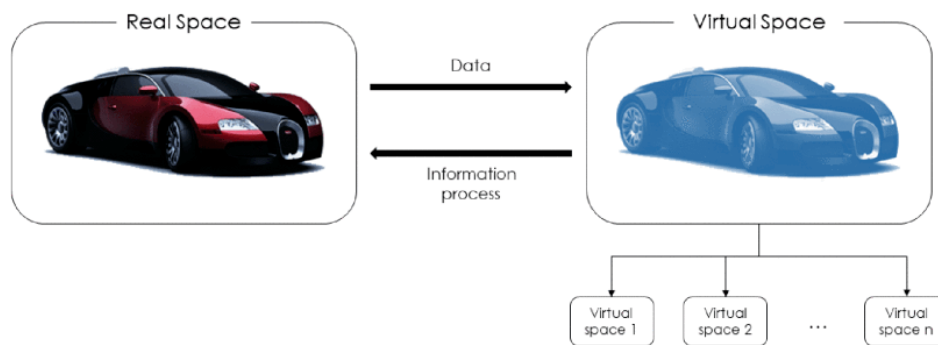 Real Space
Virtual Space
Data
Information
process
Virtual
space 1
Virtual
space 2
...
Virtual
space n